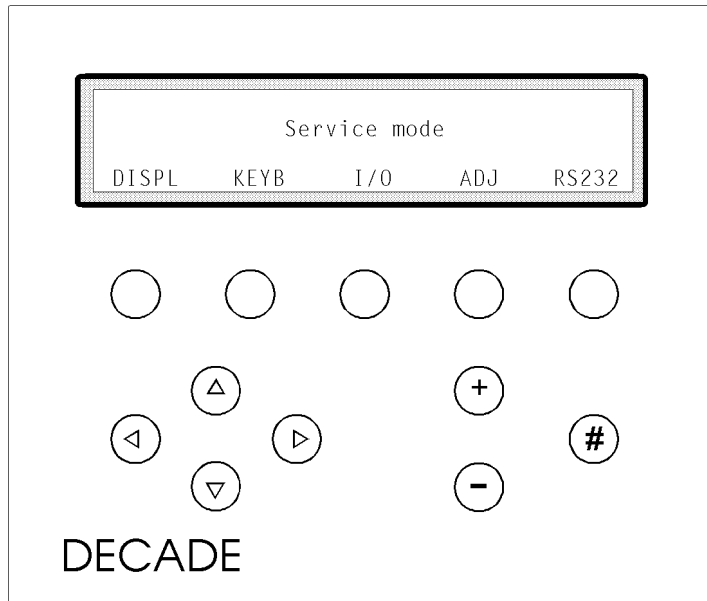 Service mode
DISPL KEYB I/O ADJ RS232
+
#
-
DECADE